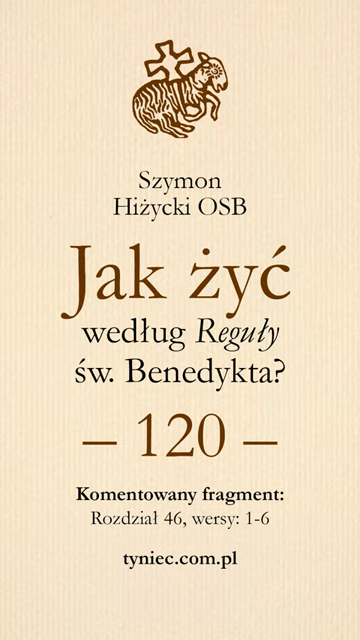 Szymon
Hiżycki OSB
Jak żyć
według Reguły
św. Benedykta?
– 120 –
Komentowany fragment:
Rozdział 46, wersy: 1-6
tyniec.com.pl